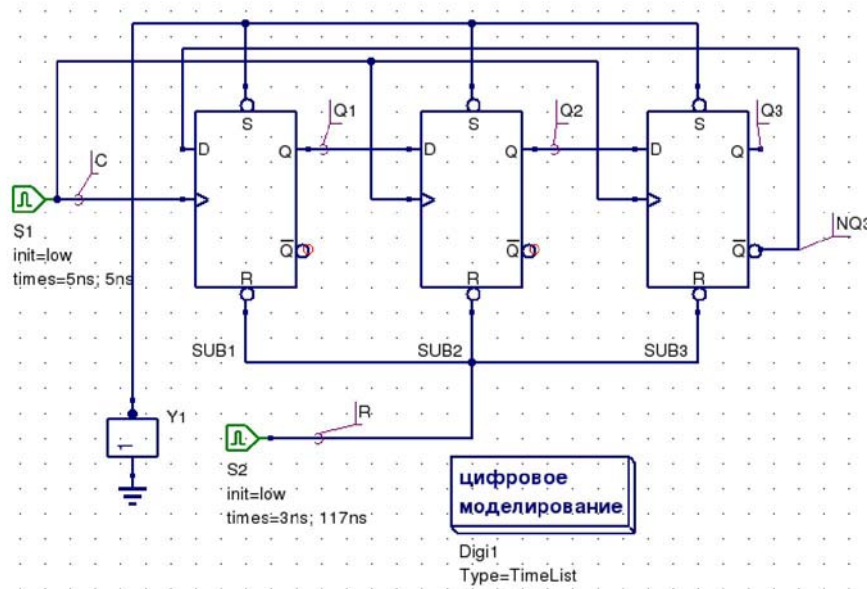 S
S
S
Q1
Q2
Q3
D
Q
D
Q
D
Q
C
S1
init=low
times=5ns; 5ns
Q
Q
Q
NQ3
R
R
R
SUB1
SUB2
SUB3
Y1
1
R
S2
init=low
times=3ns; 117ns
цифровое
моделирование
Digi1
Type=TimeList